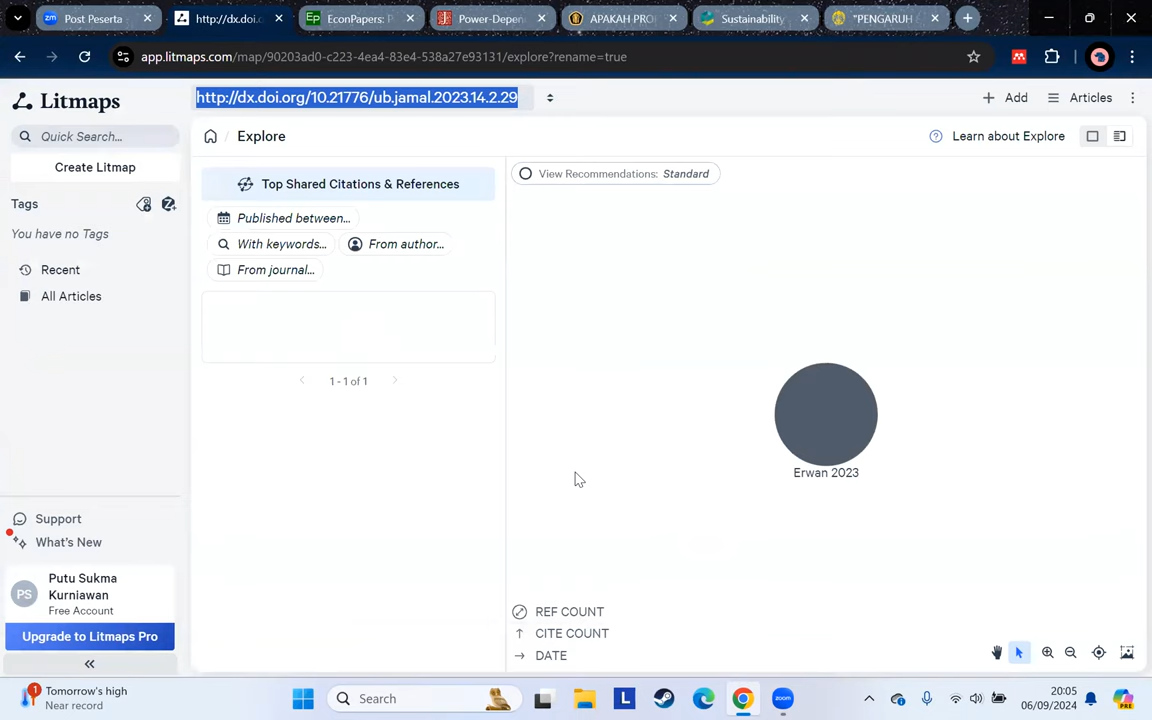 Post Peserta
http://dx.doi.o
EconPapers: P
Power-Depen
APAKAH PRO
Sustainability
"PENGARUH
app.litmaps.com/map/90203ad0-c223-4ea4-83e4-538a27e93131/explore?rename=true
Litmaps
http://dx.doi.org/10.21776/ub.jamal.2023.14.2.29
Add
Articles
Quick Search...
Explore
Learn about Explore
Create Litmap
Top Shared Citations & References
View Recommendations: Standard
Tags
Published between...
You have no Tags
With keywords...
From author...
Recent
From journal...
All Articles
1 - 1 of 1
Erwan 2023
Support
What's New
Putu Sukma
Kurniawan
PS
Free Account
Upgrade to Litmaps Pro
REF COUNT
CITE COUNT
DATE
Tomorrow's high
Near record
1
Search
L
zoom
PRE
20:05
06/09/2024